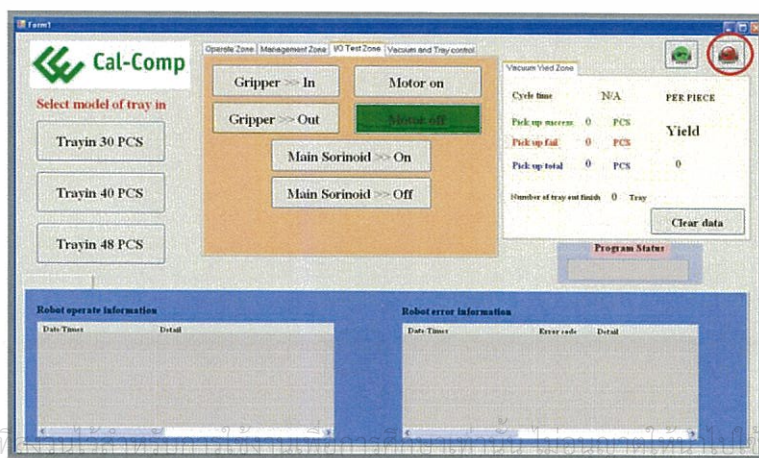 Form1
Cal-Comp
Select model of tray in
Trayin 30 PCS
Trayin 40 PCS
Trayin 48 PCS
Operate Zone Management Zone I/O Test Zone Vacuum and Tray control
Gripper >> In
Motor on
Gripper >> Out
Motor off
Main Sorinoid >> On
Main Sorinoid >> Off
Vacuum Yied Zone
Cycle time N/A PER PIECE
Pick up success 0 PCS
Yield
Pick up fail 0 PCS
Pick up total 0 PCS 0
Number of tray out finish 0 Tray
Clear data
Program Status
Robot operate information
Date/Times Detail
Robot error information
Date/Times Error code Detail